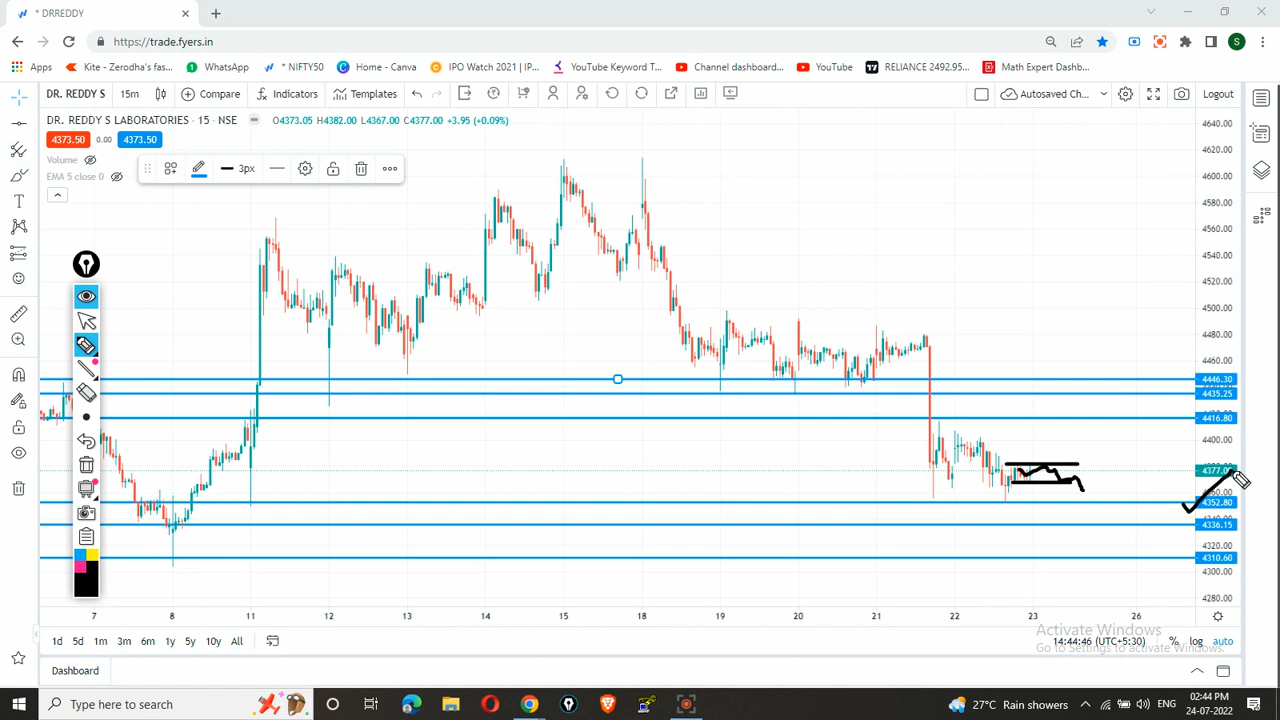 * DRREDDY
https://trade.fyers.in
S
Apps
Kite - Zerodha's fas...
WhatsApp
* NIFTY50
Home - Canva
IPO Watch 2021 | IP...
YouTube Keyword T...
Channel dashboard...
YouTube
RELIANCE 2492.95...
Math Expert Dashb...
DR. REDDY S
15m
Compare
Indicators
Templates
Autosaved Ch...
Logout
DR. REDDY S LABORATORIES · 15 · NSE
O4373.05 H4382.00 L4367.00 C4377.00 +3.95 (+0.09%)
4373.50
0.00
4373.50
Volume
EMA 5 close 0
3px
4640.00
4620.00
4600.00
4580.00
4560.00
4540.00
4520.00
4500.00
4480.00
4460.00
4446.30
4435.25
4416.80
4400.00
4377.00
4352.80
4336.15
4320.00
4310.60
4300.00
4280.00
7
8
11
12
13
14
15
18
19
20
21
22
23
26
Activate Windows
Go to Settings to activate Windows.
1d
5d
1m
3m
6m
1y
5y
10y
All
14:44:46 (UTC+5:30)
%
log
auto
Dashboard
Type here to search
27°C Rain showers
ENG
02:44 PM
24-07-2022